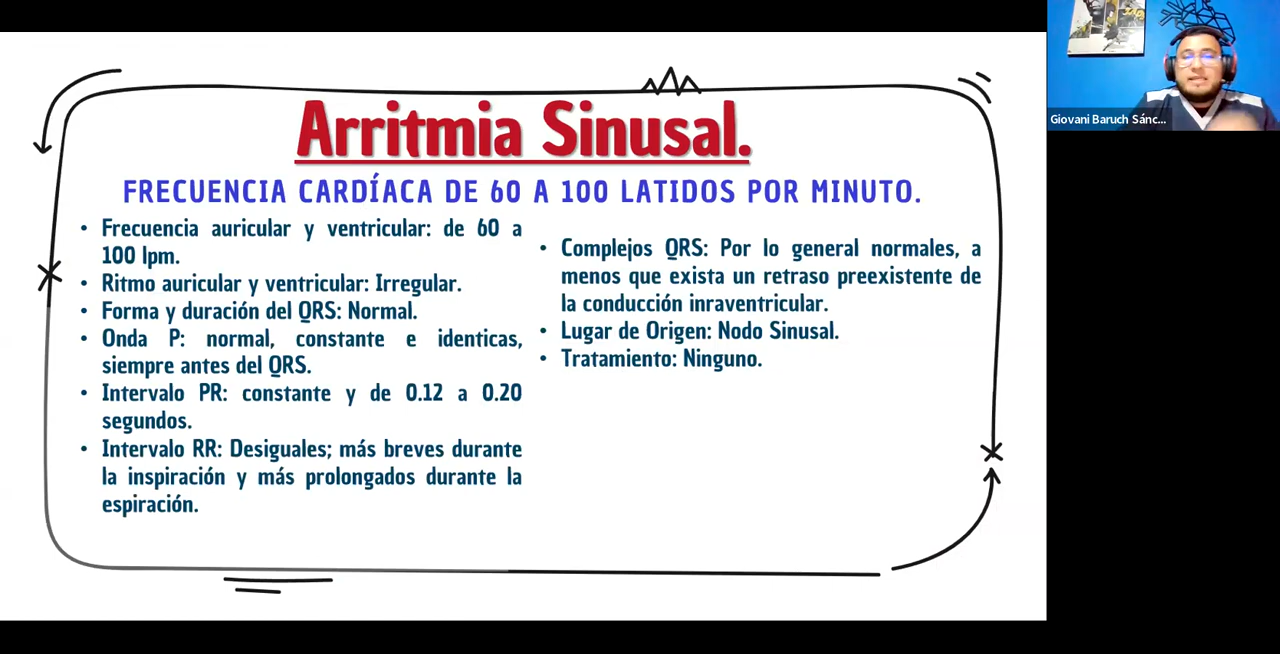 Arritmia Sinusal.
FRECUENCIA CARDÍACA DE 60 A 100 LATIDOS POR MINUTO.
• Frecuencia auricular y ventricular: de 60 a
100 lpm.
• Ritmo auricular y ventricular: Irregular.
• Forma y duración del QRS: Normal.
• Onda P: normal, constante e identicas,
siempre antes del QRS.
• Intervalo PR: constante y de 0.12 a 0.20
segundos.
• Intervalo RR: Desiguales; más breves durante
la inspiración y más prolongados durante la
espiración.
• Complejos QRS: Por lo general normales, a
menos que exista un retraso preexistente de
la conducción inraventricular.
• Lugar de Origen: Nodo Sinusal.
• Tratamiento: Ninguno.
Giovani Baruch Sánc...